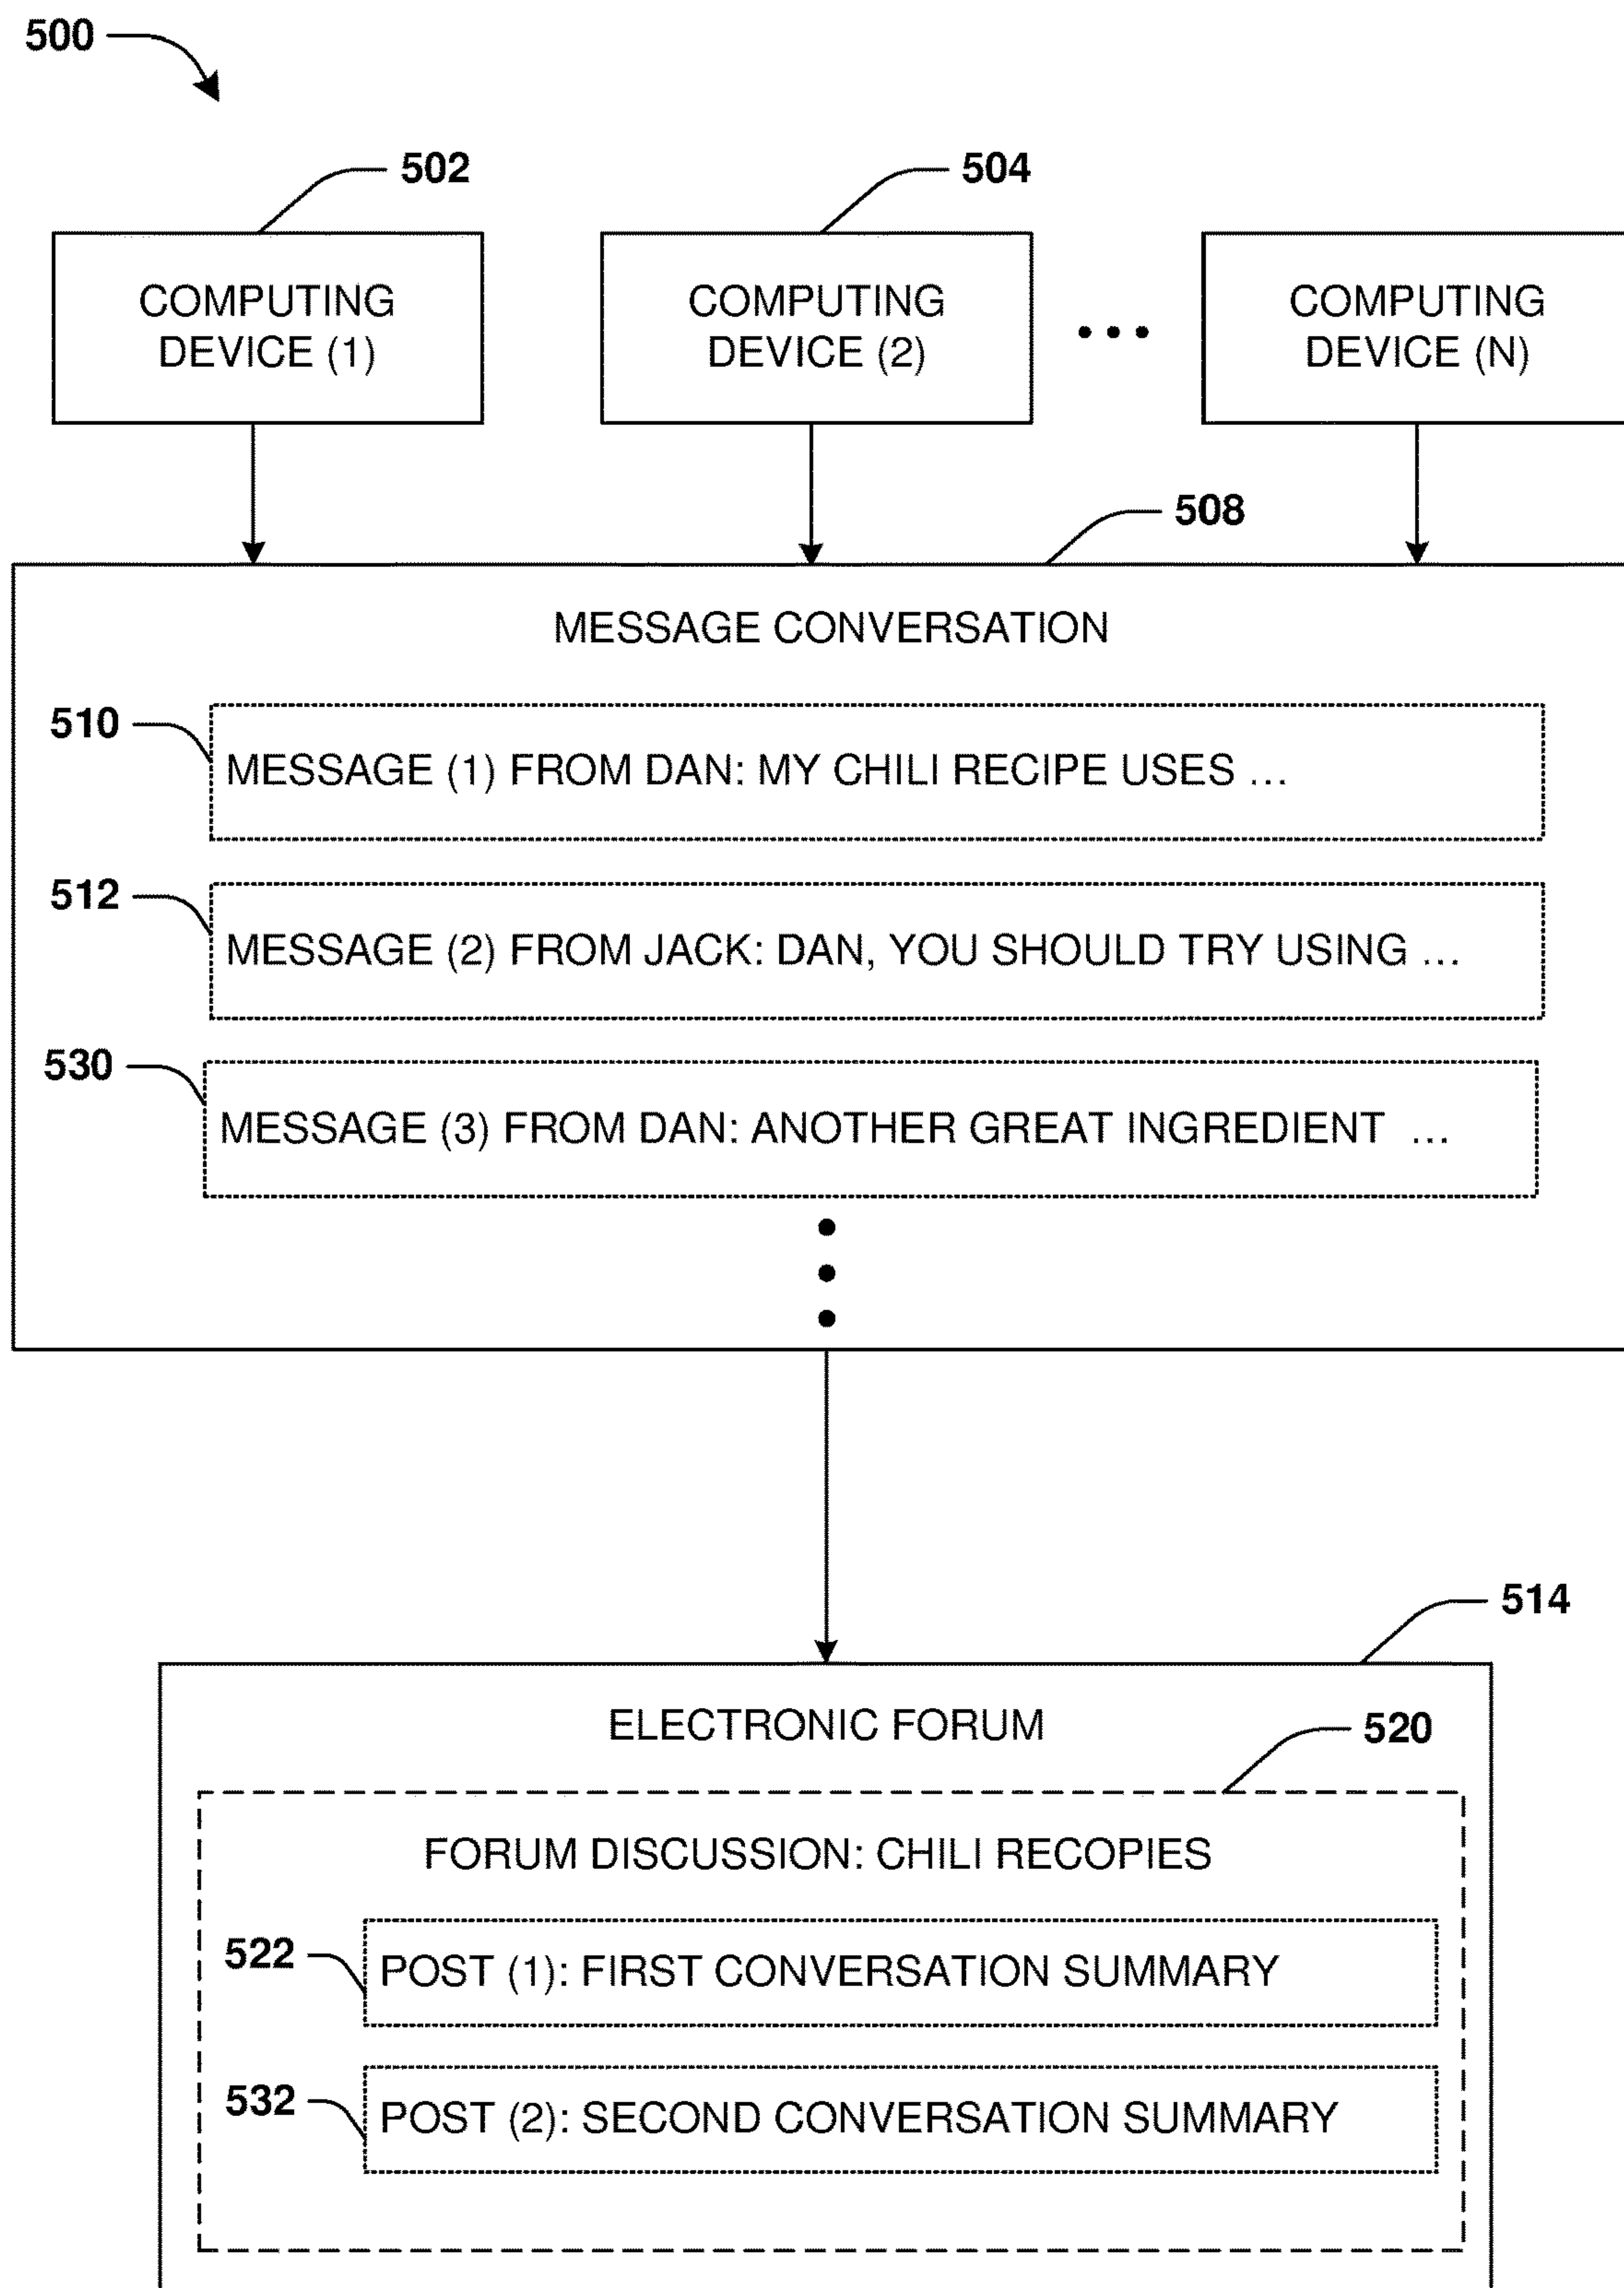 500
502
504
COMPUTING
DEVICE (1)
COMPUTING
DEVICE (2)
COMPUTING
DEVICE (N)
508
MESSAGE CONVERSATION
510
MESSAGE (1) FROM DAN: MY CHILI RECIPE USES ...
512
MESSAGE (2) FROM JACK: DAN, YOU SHOULD TRY USING ...
530
MESSAGE (3) FROM DAN: ANOTHER GREAT INGREDIENT ...
514
ELECTRONIC FORUM
520
FORUM DISCUSSION: CHILI RECOPIES
522
POST (1): FIRST CONVERSATION SUMMARY
532
POST (2): SECOND CONVERSATION SUMMARY